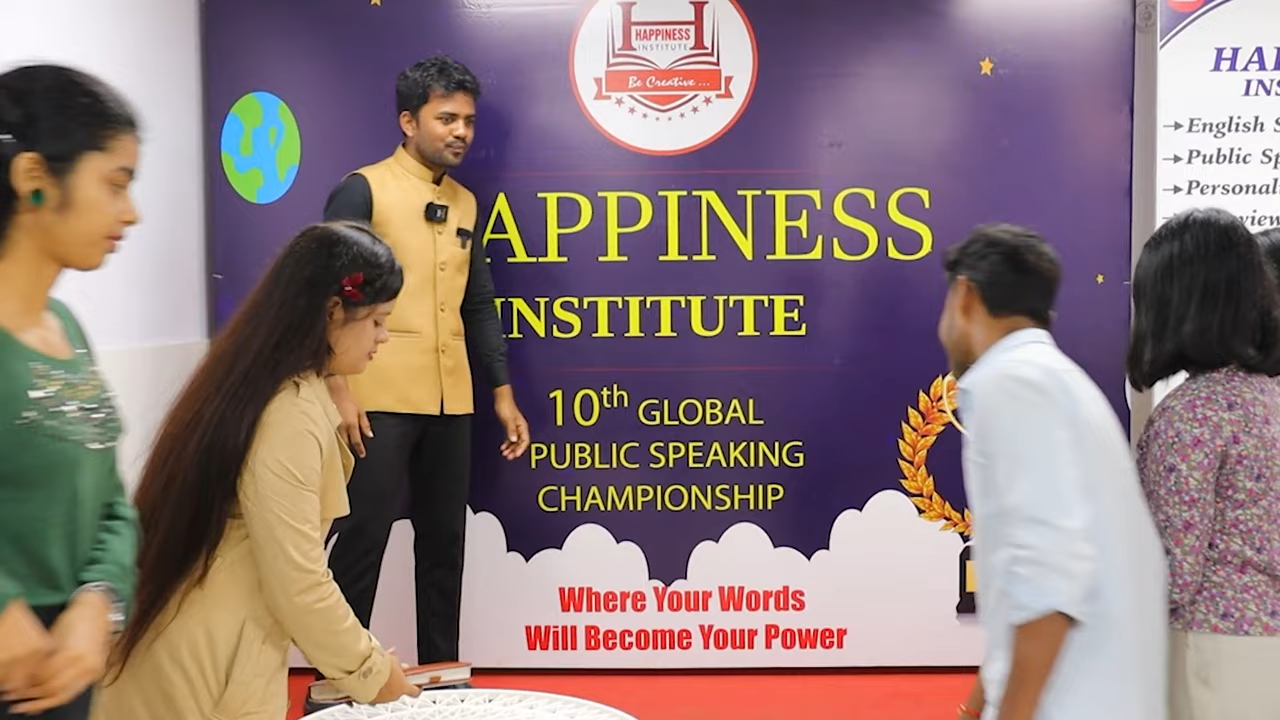 HAPPINESS
INSTITUTE
Be Creative ...
APPINESS
INSTITUTE
10th GLOBAL
PUBLIC SPEAKING
CHAMPIONSHIP
Where Your Words
Will Become Your Power
HA
INS
English S
Public Sp
Personal